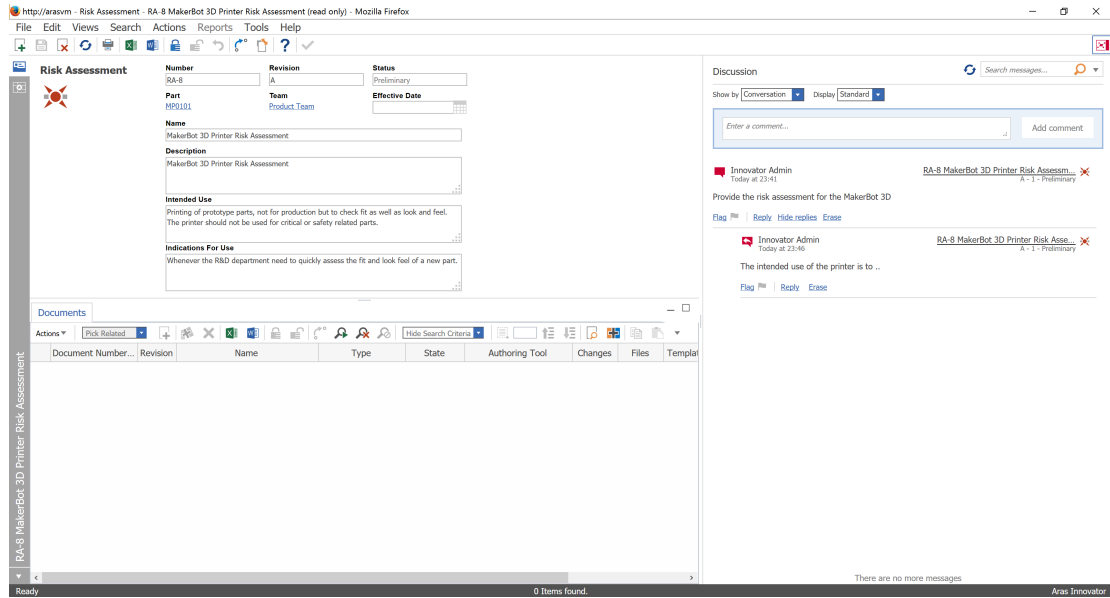 http://arasvm - Risk Assessment - RA-8 MakerBot 3D Printer Risk Assessment (read only) - Mozilla Firefox
File Edit Views Search Actions Reports Tools Help
Risk Assessment
Number Revision Status
RA-8 A Preliminary
Part Team Effective Date
MP0101 Product Team
Name
MakerBot 3D Printer Risk Assessment
Description
MakerBot 3D Printer Risk Assessment
Intended Use
Printing of prototype parts, not for production but to check fit as well as look and feel.
The printer should not be used for critical or safety related parts.
Indications For Use
Whenever the R&D department need to quickly assess the fit and look feel of a new part.
Documents
Actions Pick Related Hide Search Criteria
Document Number... Revision Name Type State Authoring Tool Changes Files Templat
RA-8 MakerBot 3D Printer Risk Assessment
Discussion Search messages...
Show by Conversation Display Standard
Enter a comment... Add comment
Innovator Admin RA-8 MakerBot 3D Printer Risk Assessm...
Today at 23:41 A - 1 - Preliminary
Provide the risk assessment for the MakerBot 3D
Flag Reply Hide replies Erase
Innovator Admin RA-8 MakerBot 3D Printer Risk Asse...
Today at 23:46 A - 1 - Preliminary
The intended use of the printer is to ..
Flag Reply Erase
There are no more messages
Ready 0 Items found. Aras Innovator